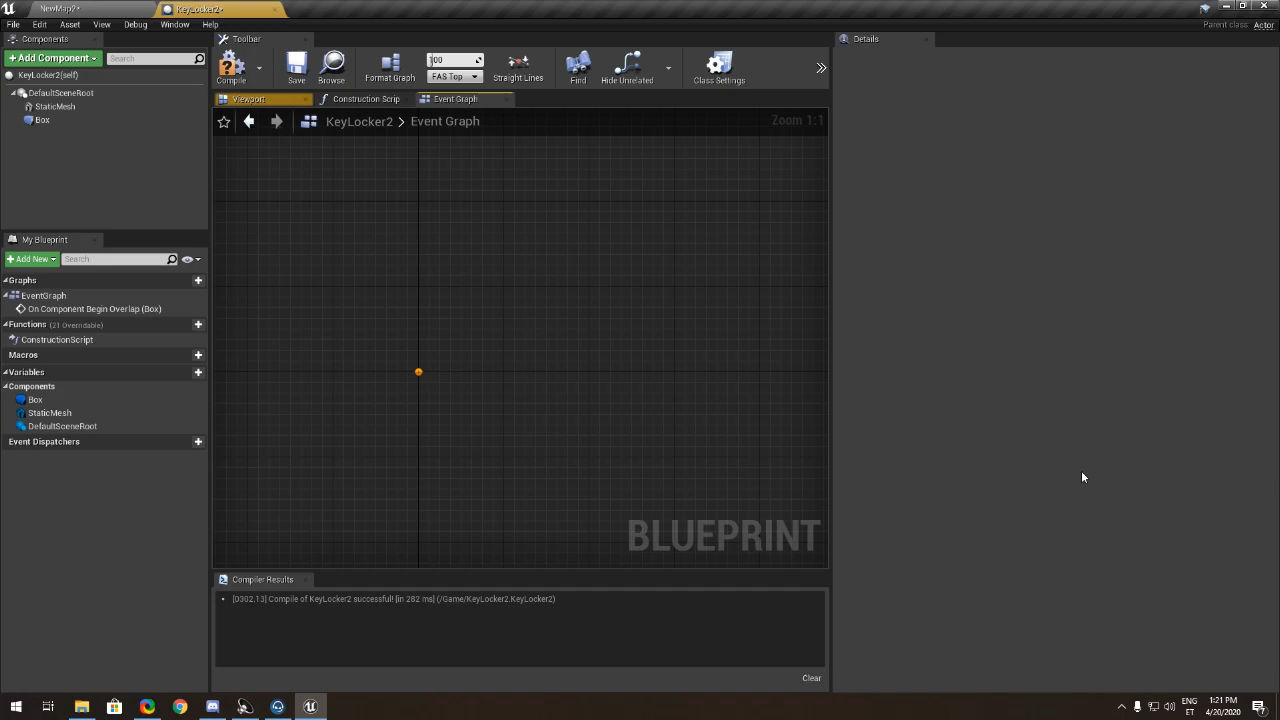 NewMap2*
KeyLocker2*
File
Edit
Asset
View
Debug
Window
Help
Parent class: Actor
Components
Toolbar
Details
+ Add Component
Search
KeyLocker2(self)
DefaultSceneRoot
StaticMesh
Box
Compile
Save
Browse
Format Graph
FAS Top
Straight Lines
Find
Hide Unrelated
Class Settings
Viewport
Construction Scrip
Event Graph
KeyLocker2 > Event Graph
Zoom 1:1
My Blueprint
+ Add New
Search
Graphs
EventGraph
On Component Begin Overlap (Box)
Functions (21 Overridable)
ConstructionScript
Macros
Variables
Components
Box
StaticMesh
DefaultSceneRoot
Event Dispatchers
BLUEPRINT
Compiler Results
[0302.13] Compile of KeyLocker2 successful! [in 282 ms] (/Game/KeyLocker2.KeyLocker2)
Clear
ENG
ET
1:21 PM
4/20/2020
7